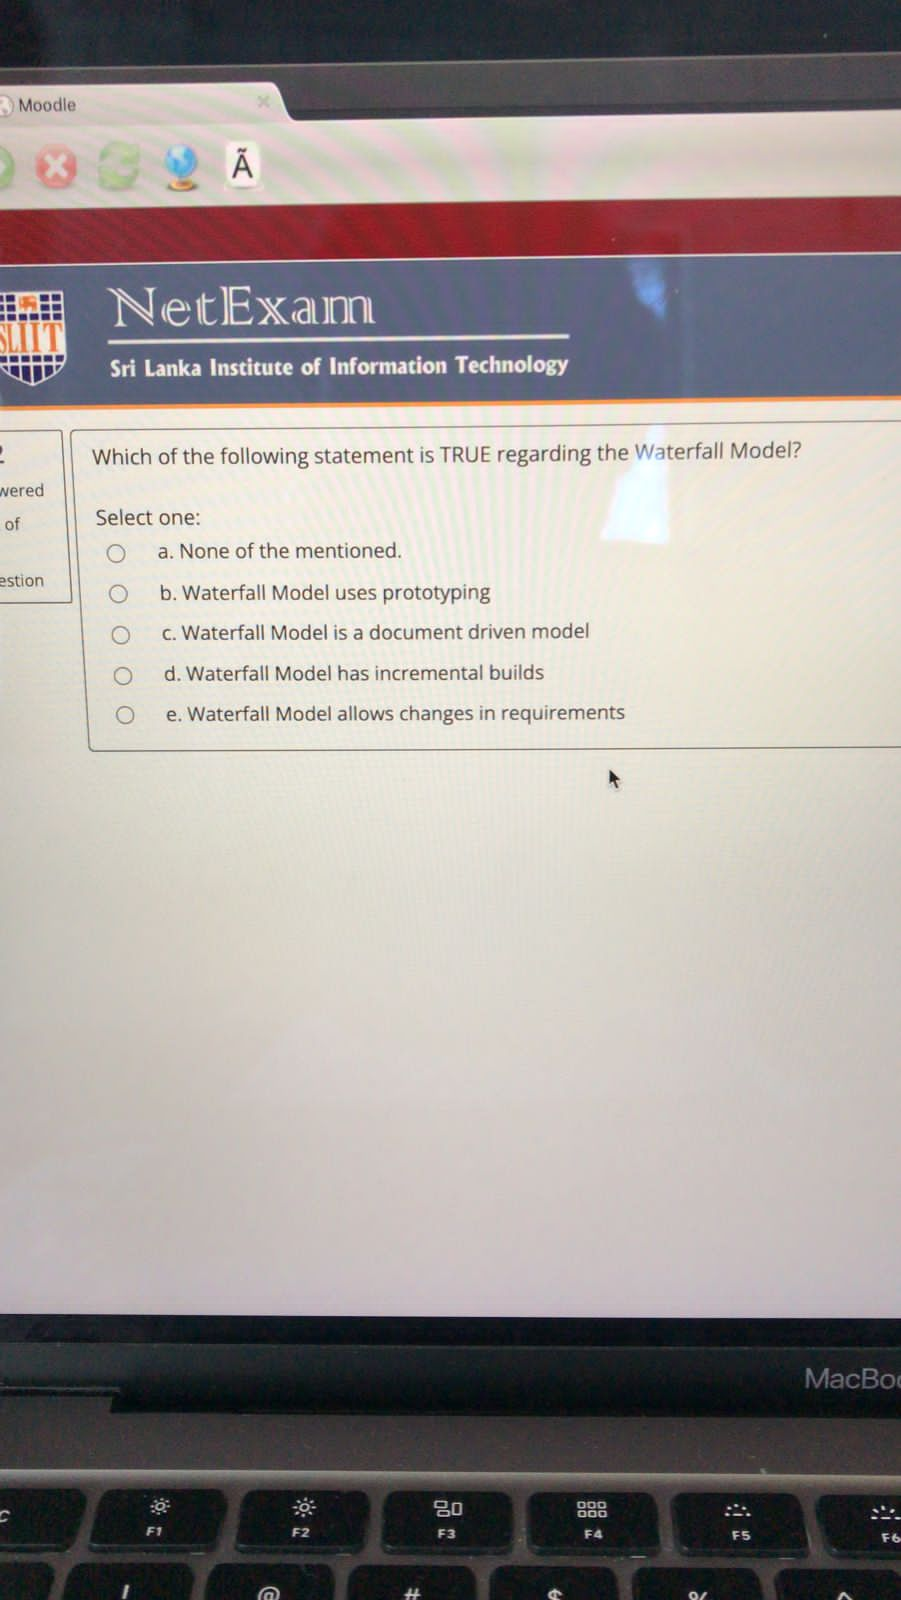 Moodle
Ã
NetExam
SLIIT
Sri Lanka Institute of Information Technology
2
wered
of
estion
Which of the following statement is TRUE regarding the Waterfall Model?
Select one:
a. None of the mentioned.
b. Waterfall Model uses prototyping
c. Waterfall Model is a document driven model
d. Waterfall Model has incremental builds
e. Waterfall Model allows changes in requirements
MacBoo
F1
F2
F3
F4
F5
F6
! @ # $ % ^